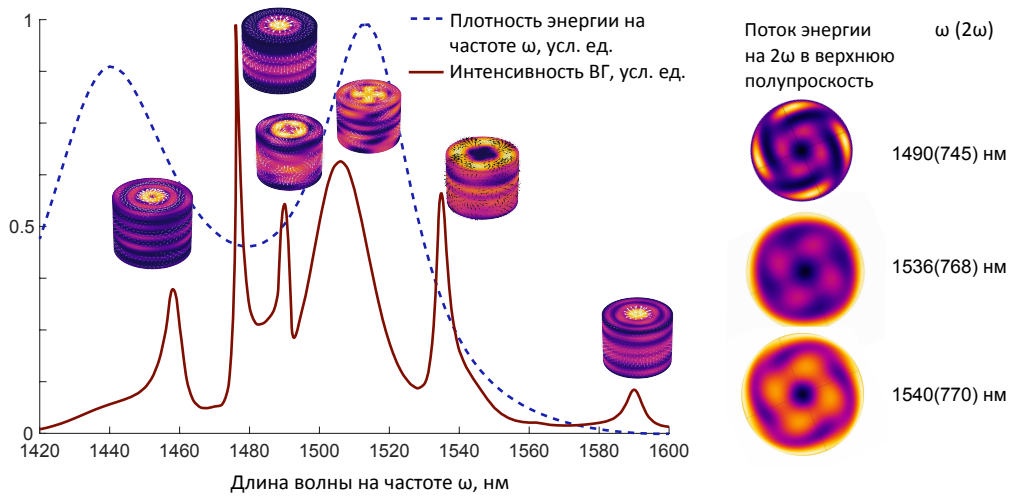 Плотность энергии на
частоте ω, усл. ед.
Интенсивность ВГ, усл. ед.
1
0.5
0
1420
1440
1460
1480
1500
1520
1540
1560
1580
1600
Длина волны на частоте ω, нм
Поток энергии
на 2ω в верхнюю
полупроскость
ω (2ω)
1490(745) нм
1536(768) нм
1540(770) нм